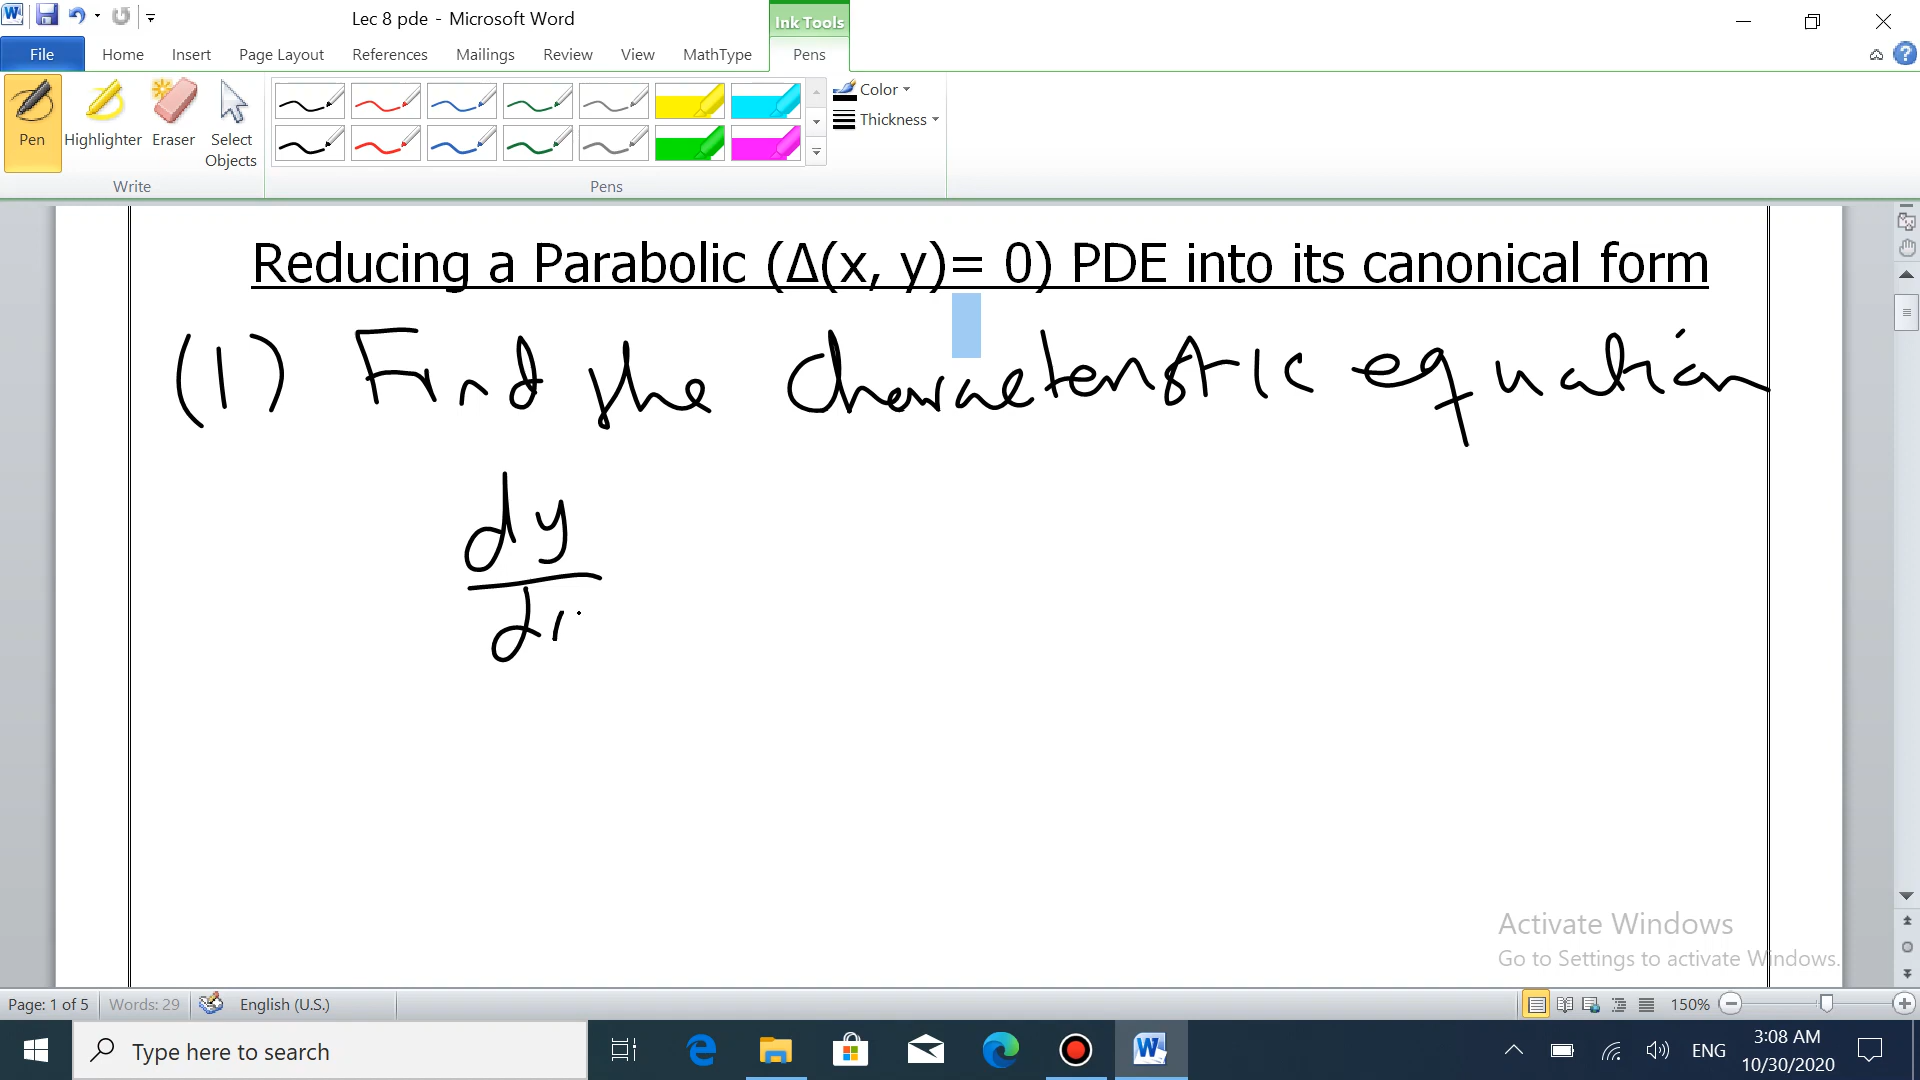 Lec 8 pde - Microsoft Word
Ink Tools
File Home Insert Page Layout References Mailings Review View MathType Pens
Pen Highlighter Eraser Select Objects
Color
Thickness
Write Pens
Reducing a Parabolic (Δ(x, y)= 0) PDE into its canonical form
(1) Find the characteristic equation
dy
d
Activate Windows
Go to Settings to activate Windows.
Page: 1 of 5 Words: 29 English (U.S.) 150%
Type here to search
ENG
3:08 AM
10/30/2020